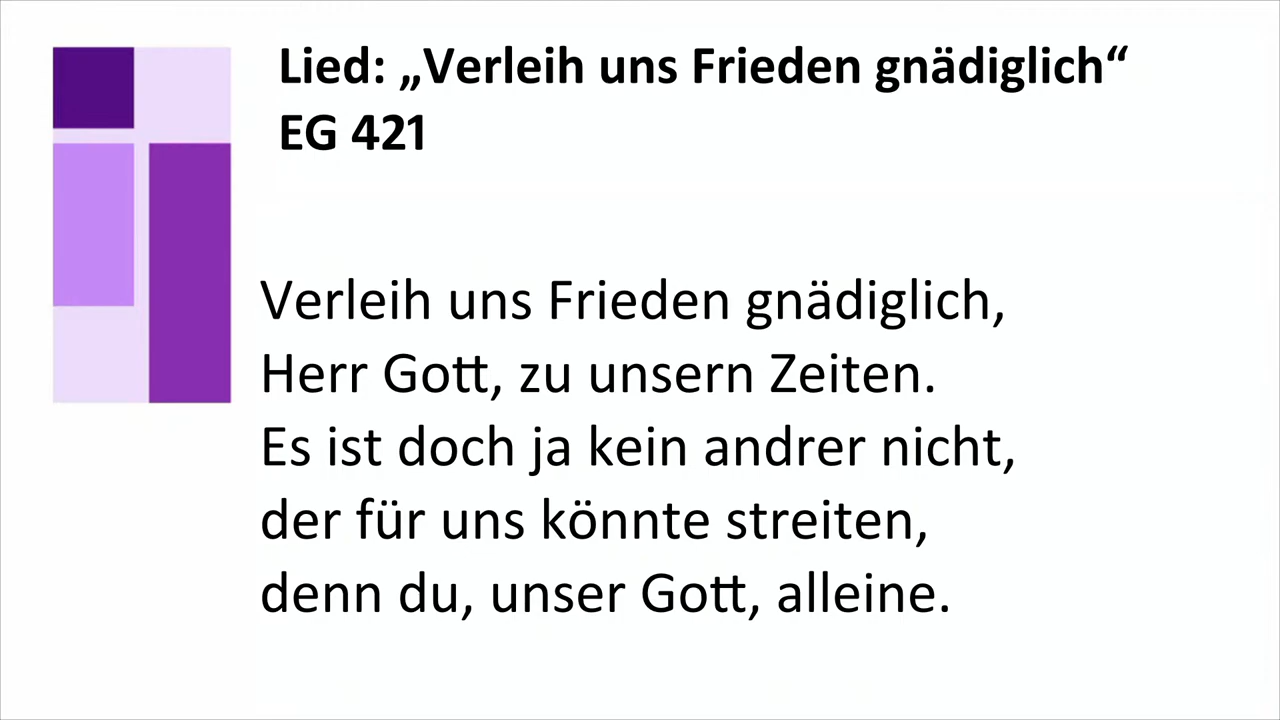 Lied: „Verleih uns Frieden gnädiglich“
EG 421
Verleih uns Frieden gnädiglich,
Herr Gott, zu unsern Zeiten.
Es ist doch ja kein andrer nicht,
der für uns könnte streiten,
denn du, unser Gott, alleine.